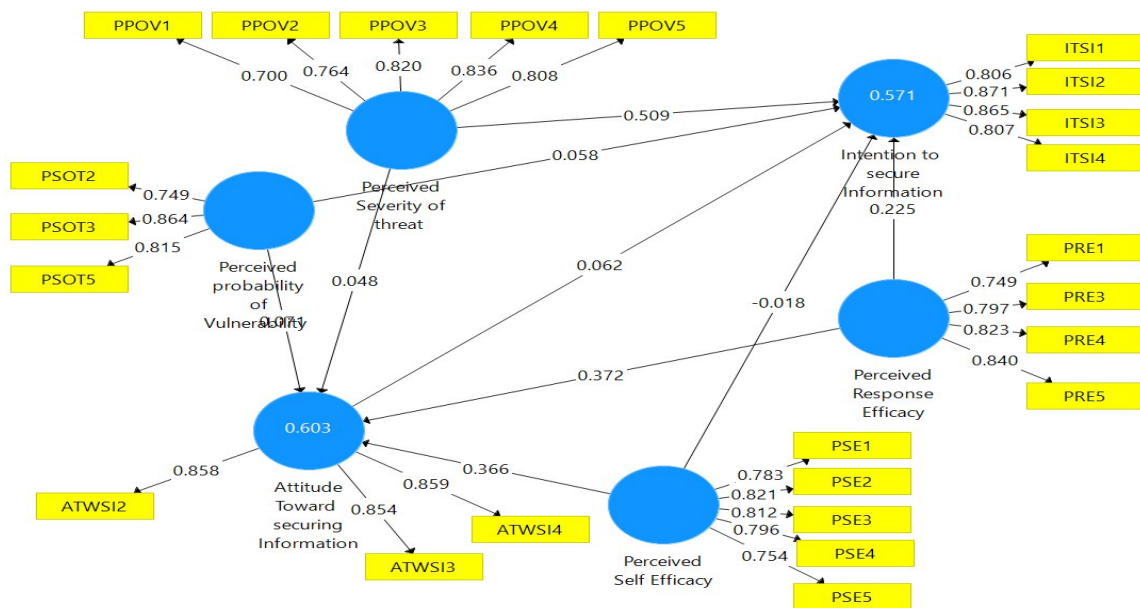 PPOV1
PPOV2
PPOV3
PPOV4
PPOV5
0.700
0.764
0.820
0.836
0.808
ITSI1
ITSI2
ITSI3
ITSI4
0.806
0.871
0.865
0.807
0.571
Intention to
secure
Information
0.509
0.058
Perceived
Severity of
threat
PSOT2
PSOT3
PSOT5
0.749
0.864
0.815
Perceived
probability
of
Vulnerability
0.048
0.071
0.062
-0.018
0.225
PRE1
PRE3
PRE4
PRE5
0.749
0.797
0.823
0.840
Perceived
Response
Efficacy
0.372
0.603
Attitude
Toward
securing
Information
0.366
0.858
0.854
0.859
ATWSI2
ATWSI3
ATWSI4
Perceived
Self Efficacy
PSE1
PSE2
PSE3
PSE4
PSE5
0.783
0.821
0.812
0.796
0.754